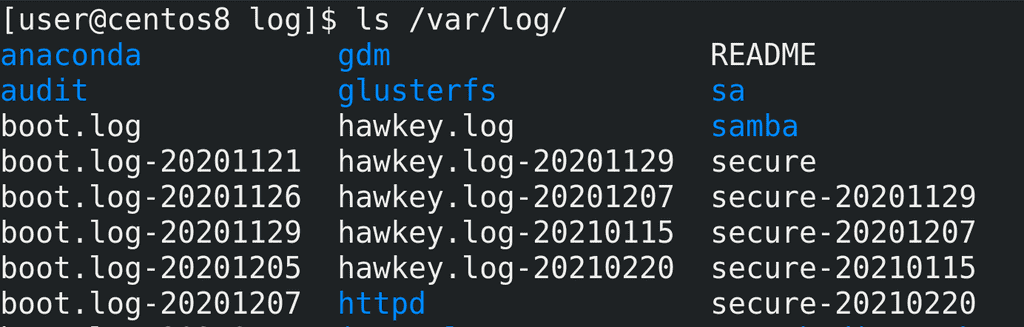 [user@centos8 log]$ ls /var/log/
anaconda gdm README
audit glusterfs sa
boot.log hawkey.log samba
boot.log-20201121 hawkey.log-20201129 secure
boot.log-20201126 hawkey.log-20201207 secure-20201129
boot.log-20201129 hawkey.log-20210115 secure-20201207
boot.log-20201205 hawkey.log-20210220 secure-20210115
boot.log-20201207 httpd secure-20210220